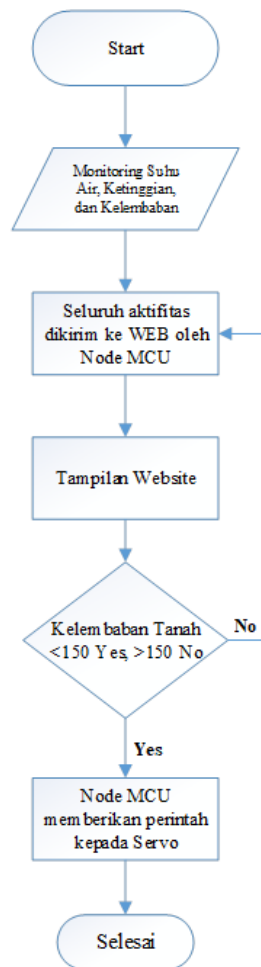 Start
Monitoring Suhu
Air, Ketinggian,
dan Kelembaban
Seluruh aktifitas
dikirim ke WEB oleh
Node MCU
Tampilan Website
Kelembaban Tanah
<150 Yes, >150 No
No
Yes
Node MCU
memberikan perintah
kepada Servo
Selesai